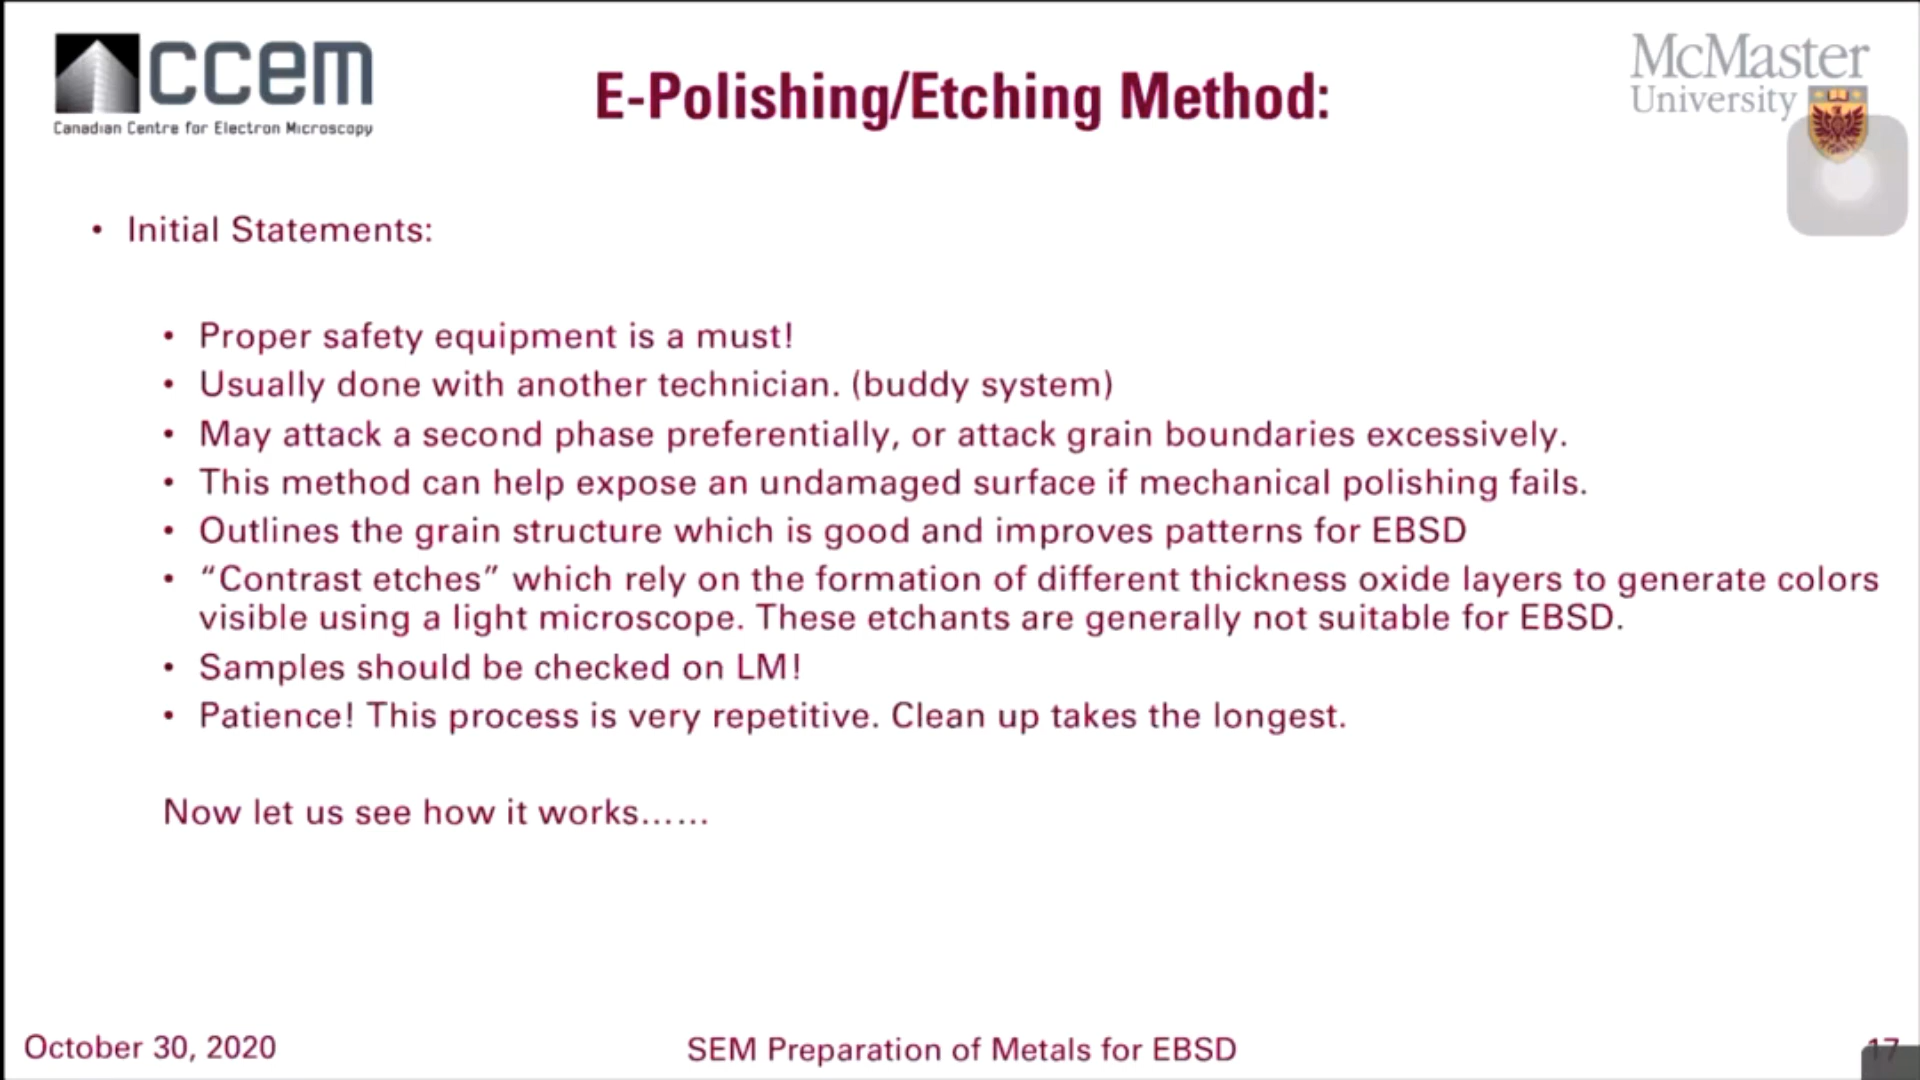 ccem
Canadian Centre for Electron Microscopy
E-Polishing/Etching Method:
McMaster
University
• Initial Statements:
• Proper safety equipment is a must!
• Usually done with another technician. (buddy system)
• May attack a second phase preferentially, or attack grain boundaries excessively.
• This method can help expose an undamaged surface if mechanical polishing fails.
• Outlines the grain structure which is good and improves patterns for EBSD
• “Contrast etches” which rely on the formation of different thickness oxide layers to generate colors
visible using a light microscope. These etchants are generally not suitable for EBSD.
• Samples should be checked on LM!
• Patience! This process is very repetitive. Clean up takes the longest.
Now let us see how it works......
October 30, 2020
SEM Preparation of Metals for EBSD
17